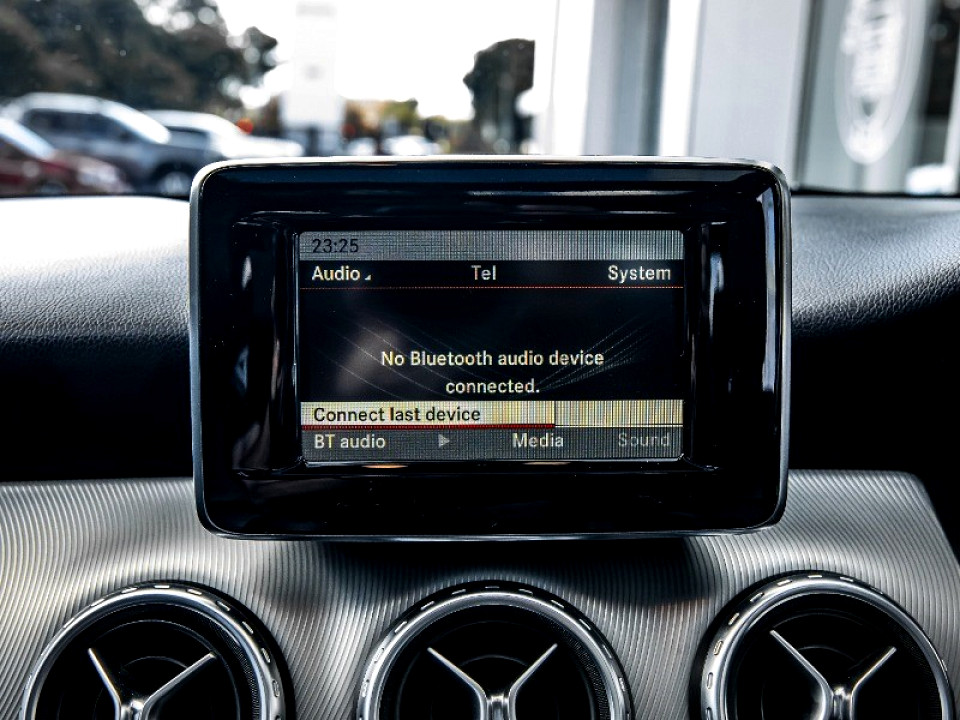 23:25
Audio Tel System
No Bluetooth audio device
connected.
Connect last device
BT audio Media Sound